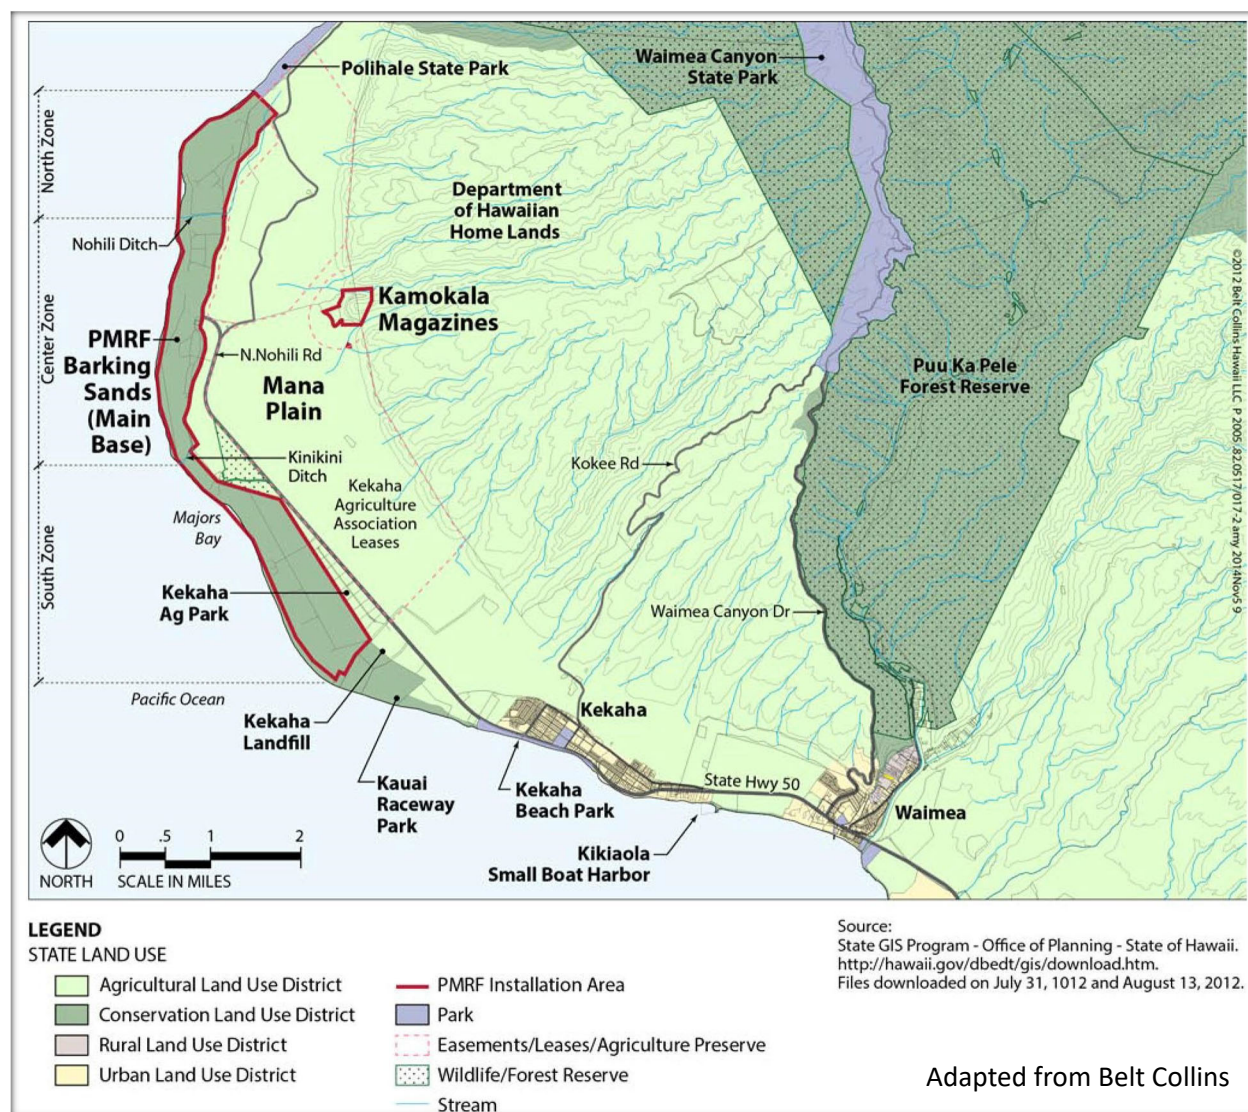 Polihale State Park
Waimea Canyon
State Park
North Zone
Department
of Hawaiian
Home Lands
Nohili Ditch
Kamokala
Magazines
Center Zone
PMRF
Barking
Sands
(Main
Base)
N.Nohili Rd
Mana
Plain
Puu Ka Pele
Forest Reserve
©2012 Belt Collins Hawaii LLC P 2005 .82.0517/017-2 amy 2014Nov5 9
Kinikini
Ditch
Kokee Rd
Kekaha
Agriculture
Association
Leases
Majors
Bay
South Zone
Kekaha
Ag Park
Waimea Canyon Dr
Pacific Ocean
Kekaha
Landfill
Kekaha
State Hwy 50
Kauai
Raceway
Park
Kekaha
Beach Park
Waimea
Kikiaola
Small Boat Harbor
NORTH
0 .5 1 2
SCALE IN MILES
LEGEND
STATE LAND USE
Agricultural Land Use District
Conservation Land Use District
Rural Land Use District
Urban Land Use District
PMRF Installation Area
Park
Easements/Leases/Agriculture Preserve
Wildlife/Forest Reserve
Stream
Source:
State GIS Program - Office of Planning - State of Hawaii.
http://hawaii.gov/dbedt/gis/download.htm.
Files downloaded on July 31, 1012 and August 13, 2012.
Adapted from Belt Collins